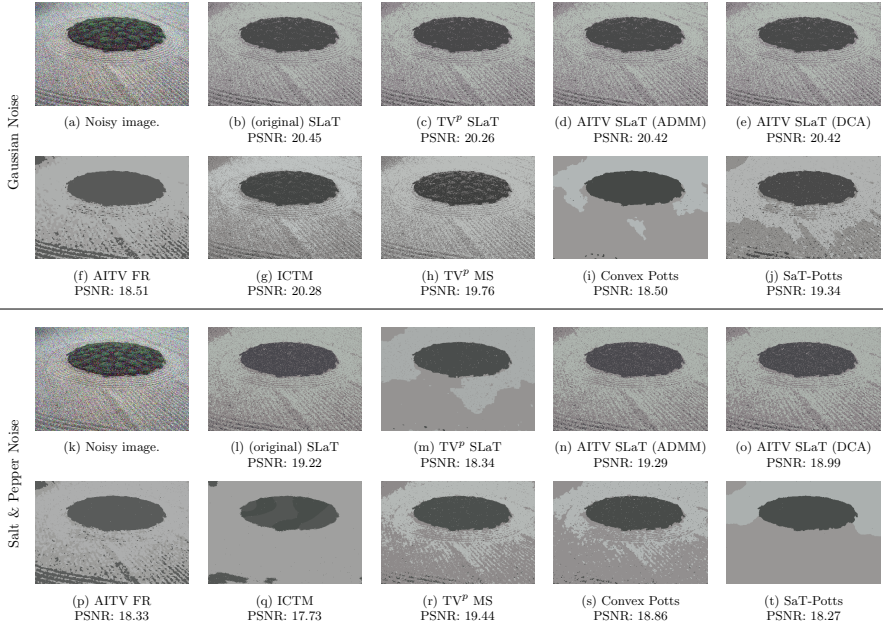 Gaussian Noise
(a) Noisy image.
(b) (original) SLaT
PSNR: 20.45
(c) TV^p SLaT
PSNR: 20.26
(d) AITV SLaT (ADMM)
PSNR: 20.42
(e) AITV SLaT (DCA)
PSNR: 20.42
(f) AITV FR
PSNR: 18.51
(g) ICTM
PSNR: 20.28
(h) TV^p MS
PSNR: 19.76
(i) Convex Potts
PSNR: 18.50
(j) SaT-Potts
PSNR: 19.34
Salt & Pepper Noise
(k) Noisy image.
(l) (original) SLaT
PSNR: 19.22
(m) TV^p SLaT
PSNR: 18.34
(n) AITV SLaT (ADMM)
PSNR: 19.29
(o) AITV SLaT (DCA)
PSNR: 18.99
(p) AITV FR
PSNR: 18.33
(q) ICTM
PSNR: 17.73
(r) TV^p MS
PSNR: 19.44
(s) Convex Potts
PSNR: 18.86
(t) SaT-Potts
PSNR: 18.27